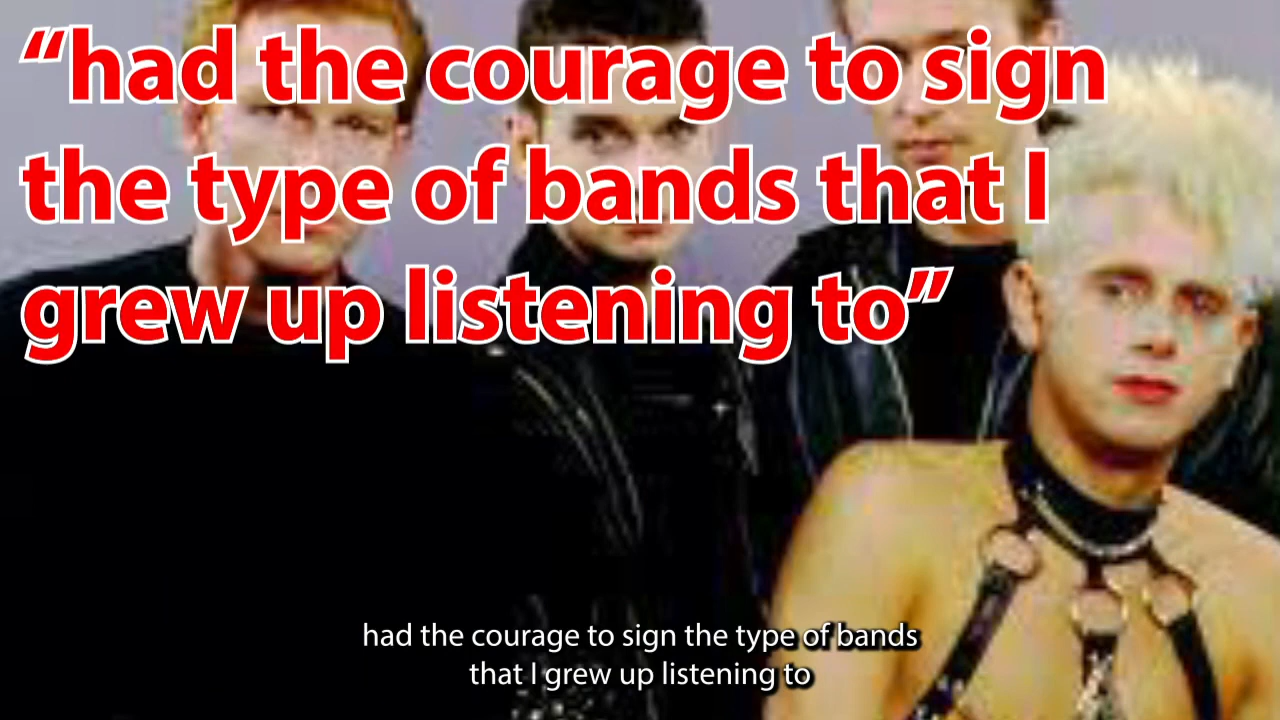 “had the courage to sign
the type of bands that I
grew up listening to”
had the courage to sign the type of bands
that I grew up listening to